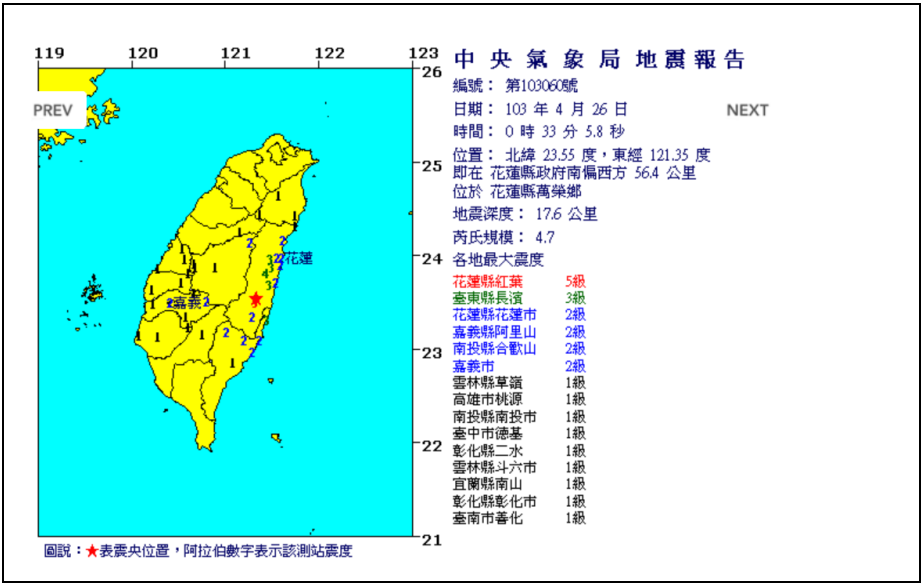 119 120 121 122 123
26
25
24
23
22
21
PREV
花蓮
嘉義
圖說：★表震央位置，阿拉伯數字表示該測站震度
中央氣象局地震報告
編號： 第103060號
日期： 103 年 4 月 26 日
NEXT
時間： 0 時 33 分 5.8 秒
位置： 北緯 23.55 度，東經 121.35 度
即在 花蓮縣政府南偏西方 56.4 公里
位於 花蓮縣萬榮鄉
地震深度： 17.6 公里
芮氏規模： 4.7
各地最大震度
花蓮縣紅葉 5級
臺東縣長濱 3級
花蓮縣花蓮市 2級
嘉義縣阿里山 2級
南投縣合歡山 2級
嘉義市 2級
雲林縣草嶺 1級
高雄市桃源 1級
南投縣南投市 1級
臺中市德基 1級
彰化縣二水 1級
雲林縣斗六市 1級
宜蘭縣南山 1級
彰化縣彰化市 1級
臺南市善化 1級